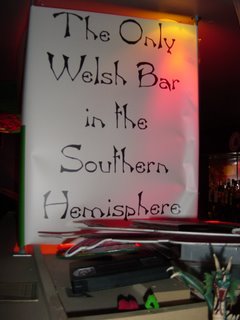 The Only
Welsh Bar
in the
Southern
Hemisphere